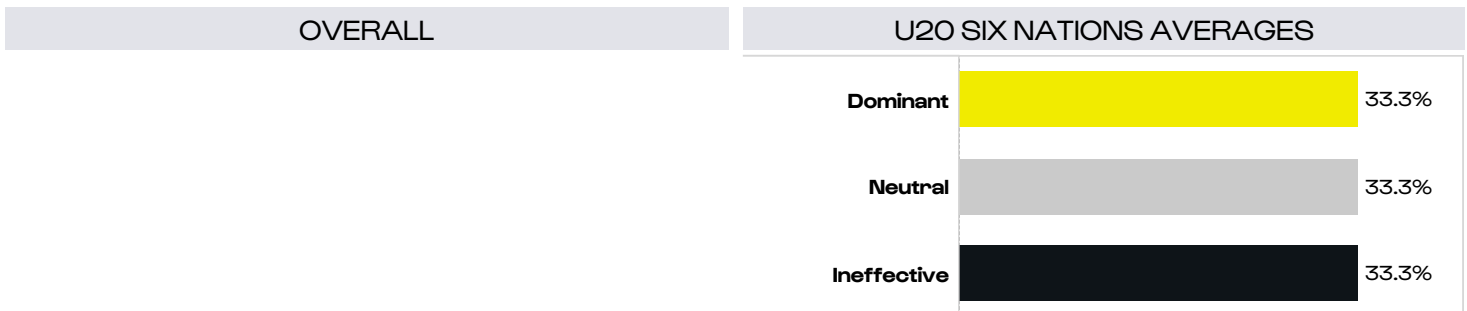 OVERALL
U20 SIX NATIONS AVERAGES
Dominant 33.3%
Neutral 33.3%
Ineffective 33.3%